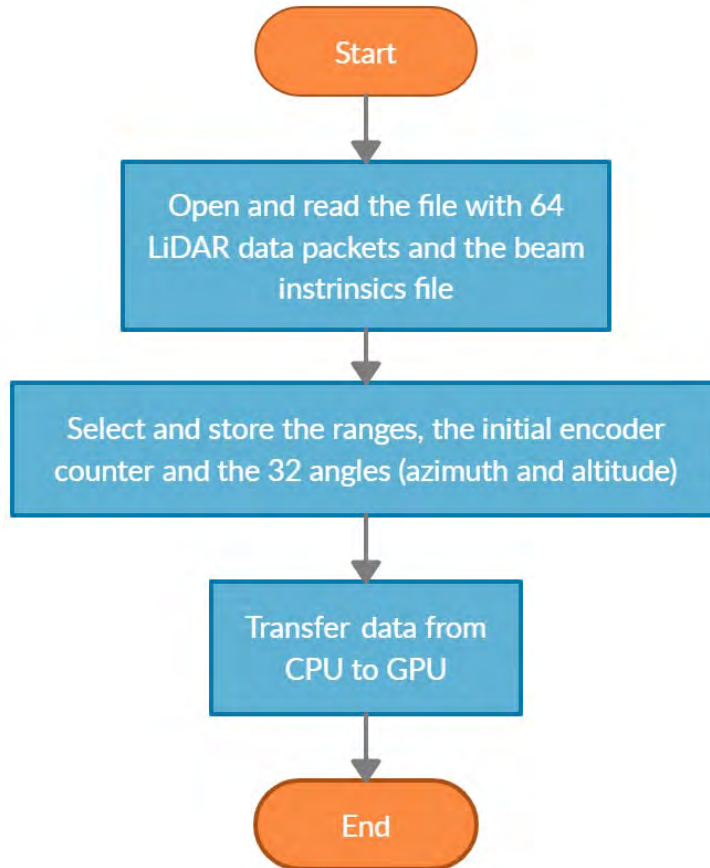 Start
Open and read the file with 64
LiDAR data packets and the beam
instrinsics file
Select and store the ranges, the initial encoder
counter and the 32 angles (azimuth and altitude)
Transfer data from
CPU to GPU
End